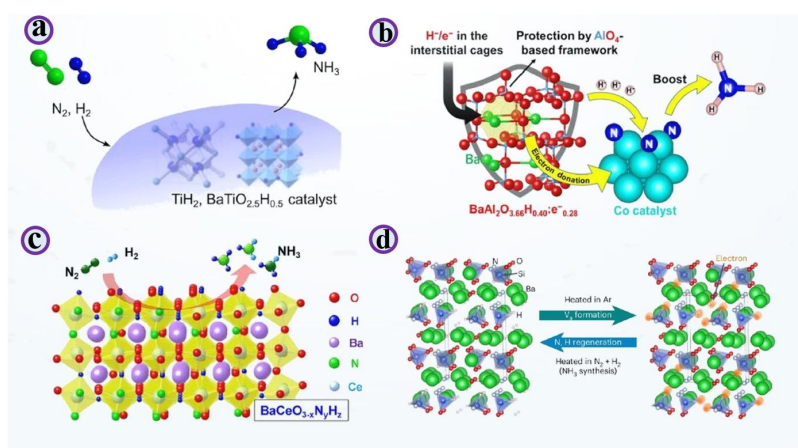 a
N₂, H₂
NH₃
TiH₂, BaTiO₂.₅H₀.₅ catalyst
b
H⁻/e⁻ in the
interstitial cages
Protection by AlO₄-
based framework
H⁻ H⁻ H⁻
Boost
N
H
H
H
N
N
N
Ba
Electron donation
BaAl₂O₃.₆₆H₀.₄₀:e⁻₀.₂₈
Co catalyst
c
N₂
H₂
NH₃
O
H
Ba
N
Ce
BaCeO₃₋ₓNᵧH_z
d
N
O
Si
Ba
H
Heated in Ar
Vₐ formation
N, H regeneration
Heated in N₂ + H₂
(NH₃ synthesis)
Electron